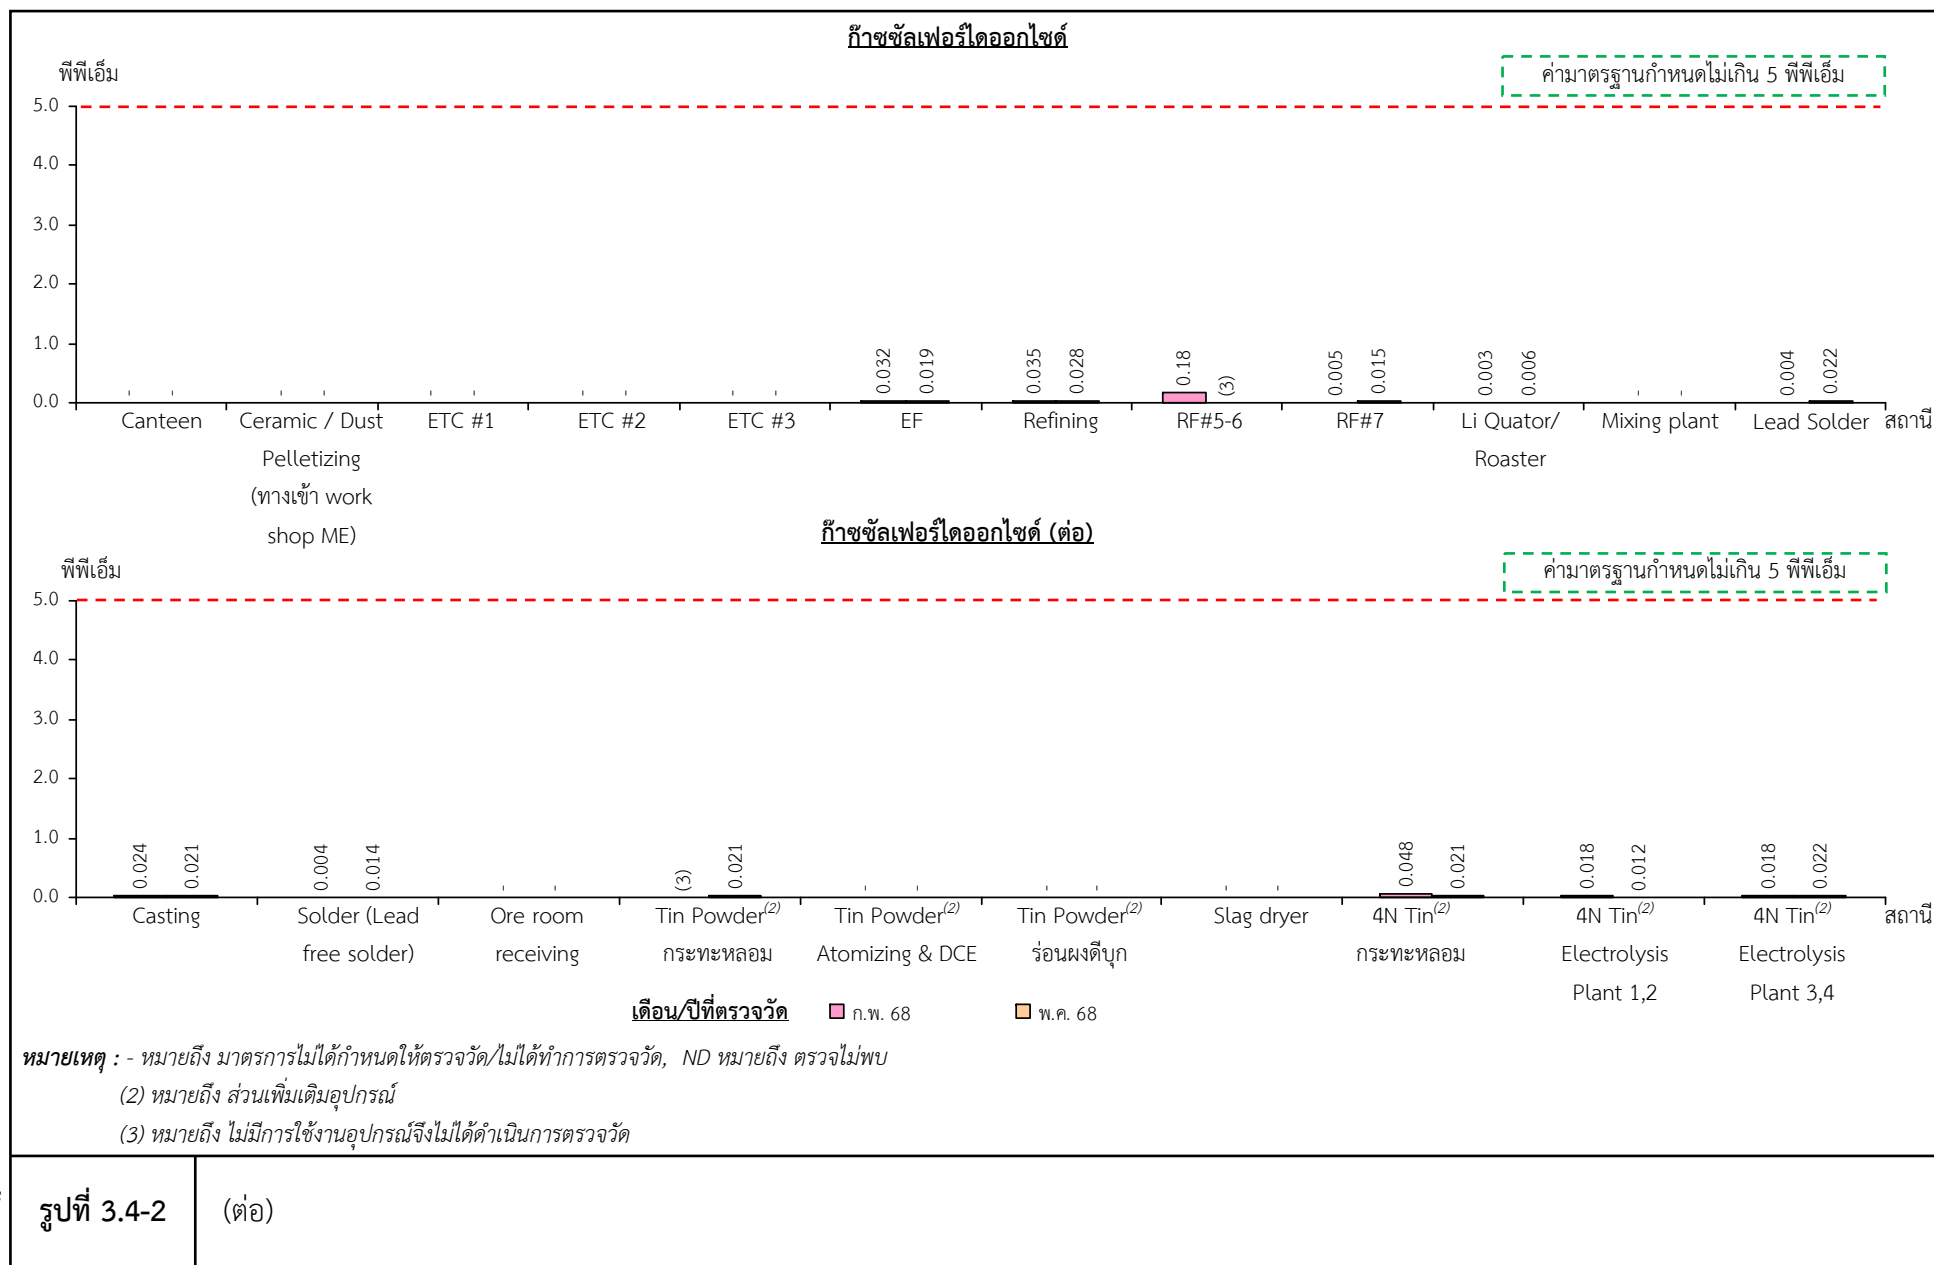 ก๊าซซัลเฟอร์ไดออกไซด์
พีพีเอ็ม
ค่ามาตรฐานกำหนดไม่เกิน 5 พีพีเอ็ม
5.0
4.0
3.0
2.0
1.0
0.0
- - - - - - - - - - 0.032 0.019 0.035 0.028 0.18 (3) 0.005 0.015 0.003 0.006 - - 0.004 0.022
Canteen Ceramic / Dust ETC #1 ETC #2 ETC #3 EF Refining RF#5-6 RF#7 Li Quator/ Mixing plant Lead Solder สถานี
Pelletizing Roaster
(ทางเข้า work
shop ME)
ก๊าซซัลเฟอร์ไดออกไซด์ (ต่อ)
พีพีเอ็ม
ค่ามาตรฐานกำหนดไม่เกิน 5 พีพีเอ็ม
5.0
4.0
3.0
2.0
1.0
0.0
0.024 0.021 0.004 0.014 - - (3) 0.021 - - - - - - 0.048 0.021 0.018 0.012 0.018 0.022
Casting Solder (Lead Ore room Tin Powder(2) Tin Powder(2) Tin Powder(2) Slag dryer 4N Tin(2) 4N Tin(2) 4N Tin(2) สถานี
free solder) receiving กระทะหลอม Atomizing & DCE ร่อนผงดีบุก กระทะหลอม Electrolysis Electrolysis
Plant 1,2 Plant 3,4
เดือน/ปีที่ตรวจวัด ก.พ. 68 พ.ค. 68
หมายเหตุ : - หมายถึง มาตรการไม่ได้กำหนดให้ตรวจวัด/ไม่ได้ทำการตรวจวัด, ND หมายถึง ตรวจไม่พบ
(2) หมายถึง ส่วนเพิ่มเติมอุปกรณ์
(3) หมายถึง ไม่มีการใช้งานอุปกรณ์จึงไม่ได้ดำเนินการตรวจวัด
รูปที่ 3.4-2 (ต่อ)